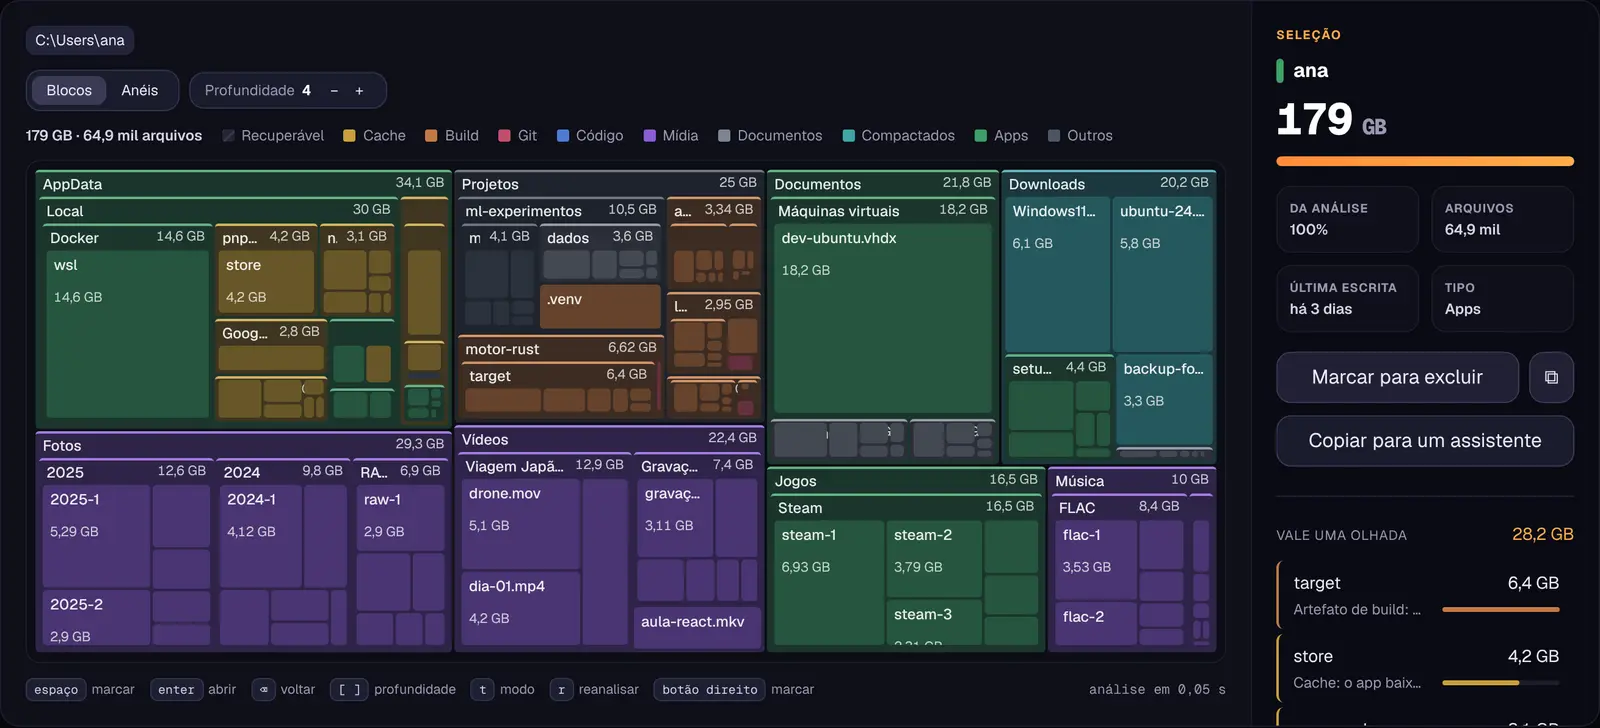 C:\Users\ana
Blocos Anéis Profundidade 4 − +
179 GB · 64,9 mil arquivos Recuperável Cache Build Git Código Mídia Documentos Compactados Apps Outros
AppData 34,1 GB
Local 30 GB
Docker 14,6 GB
wsl
14,6 GB
pnp... 4,2 GB
store
4,2 GB
n. 3,1 GB
Goog... 2,8 GB
Projetos 25 GB
ml-experimentos 10,5 GB
m 4,1 GB
dados 3,6 GB
.venv
motor-rust 6,62 GB
target 6,4 GB
a... 3,34 GB
l... 2,95 GB
Documentos 21,8 GB
Máquinas virtuais 18,2 GB
dev-ubuntu.vhdx
18,2 GB
Downloads 20,2 GB
Windows11...
6,1 GB
ubuntu-24....
5,8 GB
setu... 4,4 GB
backup-fo...
3,3 GB
Fotos 29,3 GB
2025 12,6 GB
2025-1
5,29 GB
2025-2
2,9 GB
2024 9,8 GB
2024-1
4,12 GB
RA... 6,9 GB
raw-1
2,9 GB
Vídeos 22,4 GB
Viagem Japã... 12,9 GB
drone.mov
5,1 GB
dia-01.mp4
4,2 GB
Gravaç... 7,4 GB
gravaç...
3,11 GB
aula-react.mkv
Jogos 16,5 GB
Steam 16,5 GB
steam-1
6,93 GB
steam-2
3,79 GB
steam-3
Música 10 GB
FLAC 8,4 GB
flac-1
3,53 GB
flac-2
espaço marcar enter abrir ⌫ voltar [ ] profundidade t modo r reanalisar botão direito marcar análise em 0,05 s
SELEÇÃO
ana
179 GB
DA ANÁLISE
100%
ARQUIVOS
64,9 mil
ÚLTIMA ESCRITA
há 3 dias
TIPO
Apps
Marcar para excluir
Copiar para um assistente
VALE UMA OLHADA 28,2 GB
target 6,4 GB
Artefato de build: ...
store 4,2 GB
Cache: o app baix...